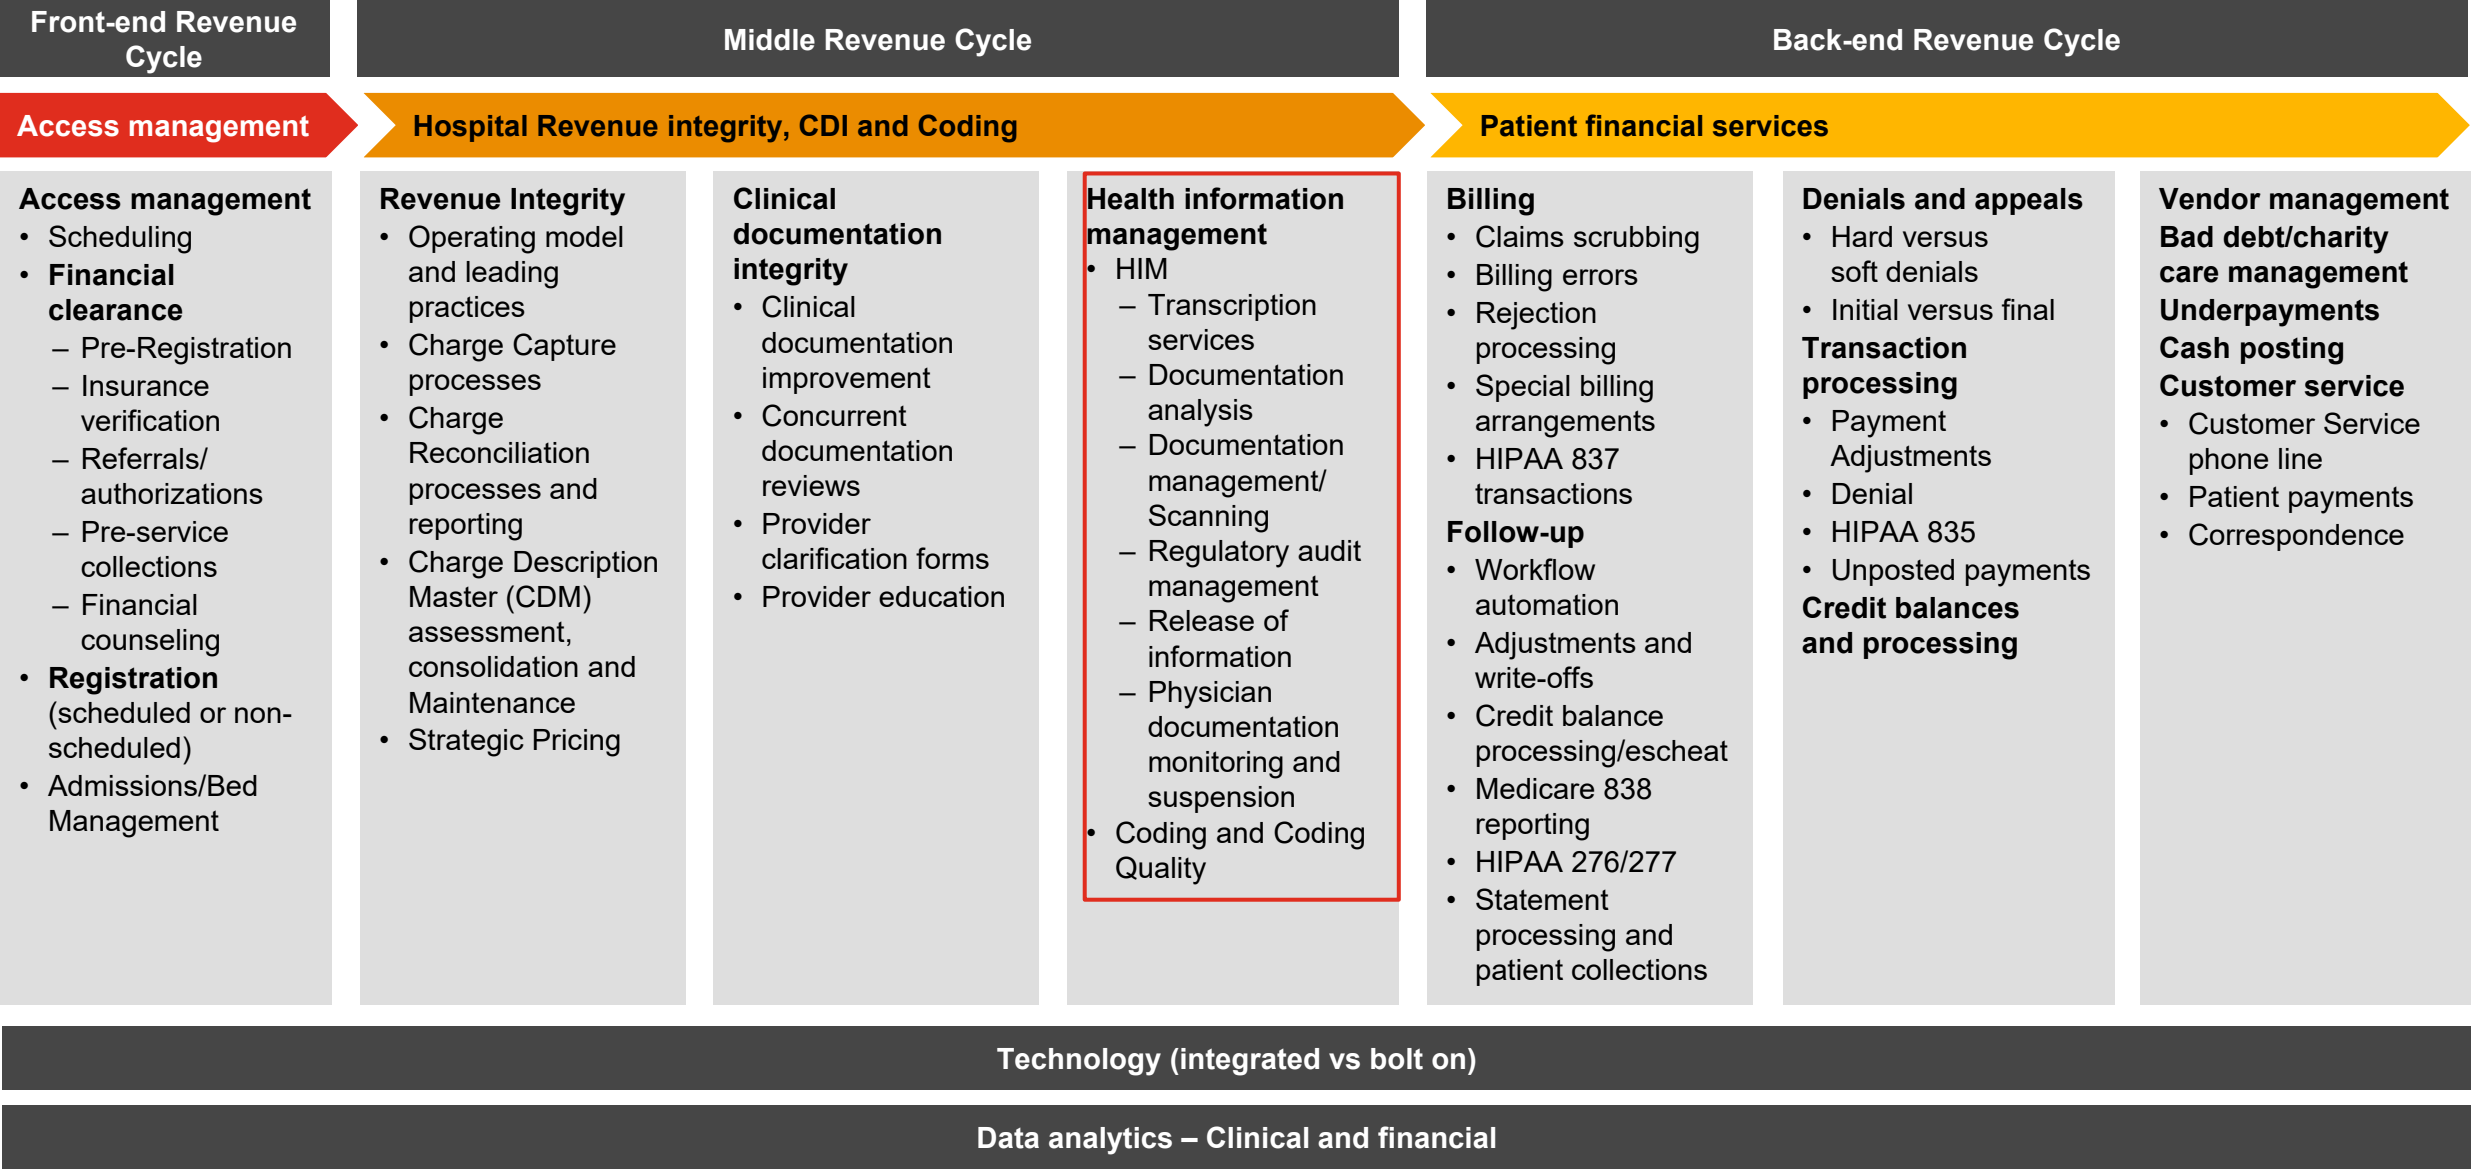 Front-end Revenue
Cycle
Middle Revenue Cycle
Back-end Revenue Cycle
Access management
Hospital Revenue integrity, CDI and Coding
Patient financial services
Access management
• Scheduling
• Financial
clearance
– Pre-Registration
– Insurance
verification
– Referrals/
authorizations
– Pre-service
collections
– Financial
counseling
• Registration
(scheduled or non-
scheduled)
• Admissions/Bed
Management
Revenue Integrity
• Operating model
and leading
practices
• Charge Capture
processes
• Charge
Reconciliation
processes and
reporting
• Charge Description
Master (CDM)
assessment,
consolidation and
Maintenance
• Strategic Pricing
Clinical
documentation
integrity
• Clinical
documentation
improvement
• Concurrent
documentation
reviews
• Provider
clarification forms
• Provider education
Health information
management
• HIM
– Transcription
services
– Documentation
analysis
– Documentation
management/
Scanning
– Regulatory audit
management
– Release of
information
– Physician
documentation
monitoring and
suspension
• Coding and Coding
Quality
Billing
• Claims scrubbing
• Billing errors
• Rejection
processing
• Special billing
arrangements
• HIPAA 837
transactions
Follow-up
• Workflow
automation
• Adjustments and
write-offs
• Credit balance
processing/escheat
• Medicare 838
reporting
• HIPAA 276/277
• Statement
processing and
patient collections
Denials and appeals
• Hard versus
soft denials
• Initial versus final
Transaction
processing
• Payment
Adjustments
• Denial
• HIPAA 835
• Unposted payments
Credit balances
and processing
Vendor management
Bad debt/charity
care management
Underpayments
Cash posting
Customer service
• Customer Service
phone line
• Patient payments
• Correspondence
Technology (integrated vs bolt on)
Data analytics – Clinical and financial